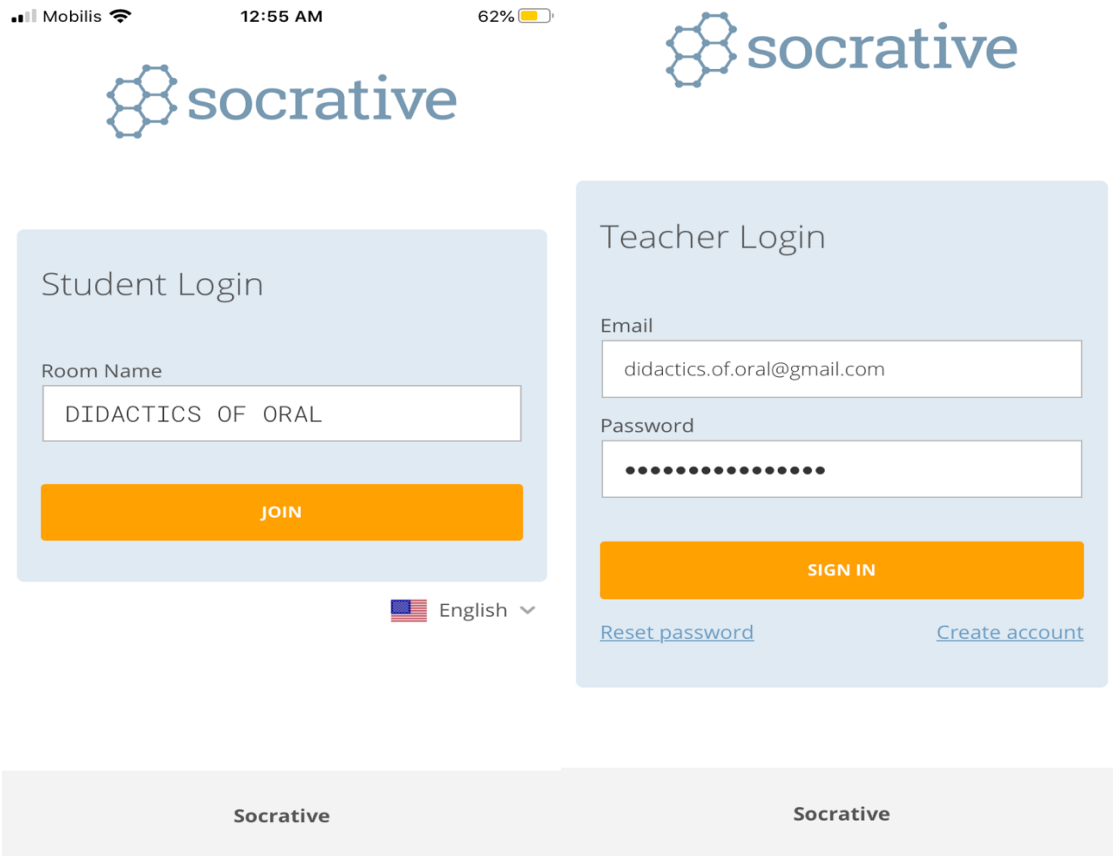 Mobilis 12:55 AM 62%
socrative
Student Login
Room Name
DIDACTICS OF ORAL
JOIN
English
Socrative
socrative
Teacher Login
Email
didactics.of.oral@gmail.com
Password
••••••••••••••••
SIGN IN
Reset password Create account
Socrative